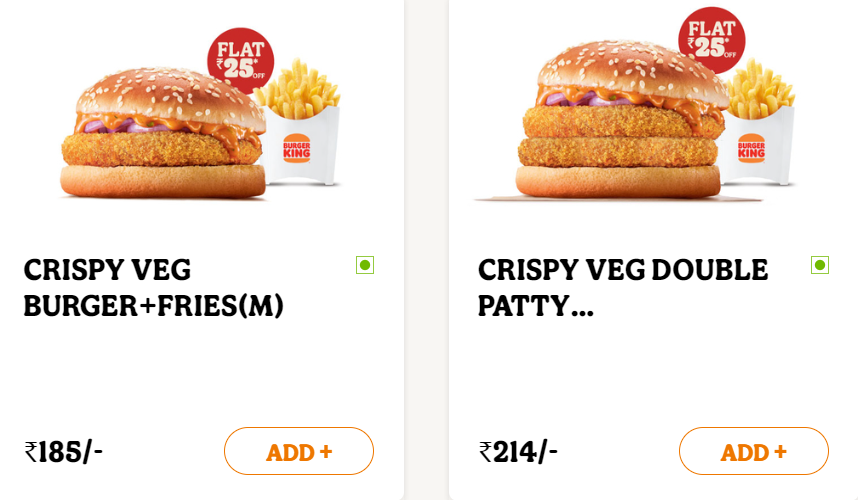 FLAT
₹25*
OFF
BURGER
KING
CRISPY VEG
BURGER+FRIES(M)
₹185/-
ADD +
FLAT
₹25*
OFF
BURGER
KING
CRISPY VEG DOUBLE
PATTY...
₹214/-
ADD +